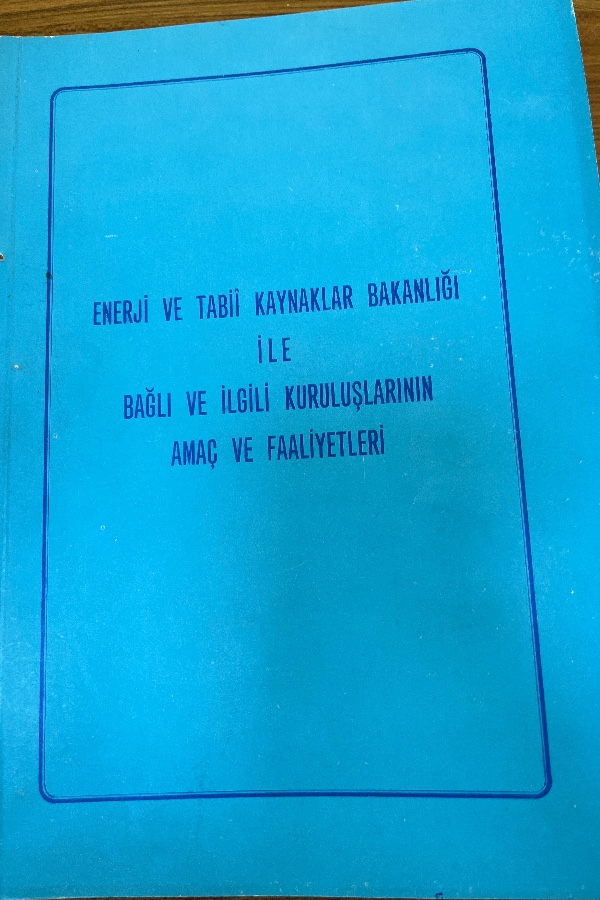 ENERJİ VE TABİÎ KAYNAKLAR BAKANLIĞI
İLE
BAĞLI VE İLGİLİ KURULUŞLARININ
AMAÇ VE FAALİYETLERİ